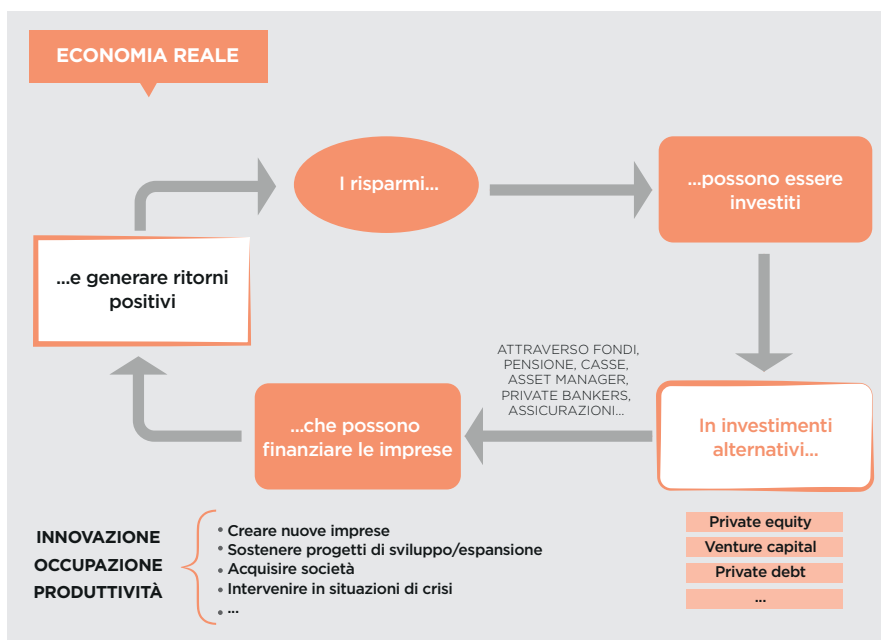 ECONOMIA REALE
I risparmi...
...possono essere
investiti
...e generare ritorni
positivi
ATTRAVERSO FONDI,
PENSIONE, CASSE,
ASSET MANAGER,
PRIVATE BANKERS,
ASSICURAZIONI...
...che possono
finanziare le imprese
In investimenti
alternativi...
INNOVAZIONE
OCCUPAZIONE
PRODUTTIVITÀ
• Creare nuove imprese
• Sostenere progetti di sviluppo/espansione
• Acquisire società
• Intervenire in situazioni di crisi
• ...
Private equity
Venture capital
Private debt
...